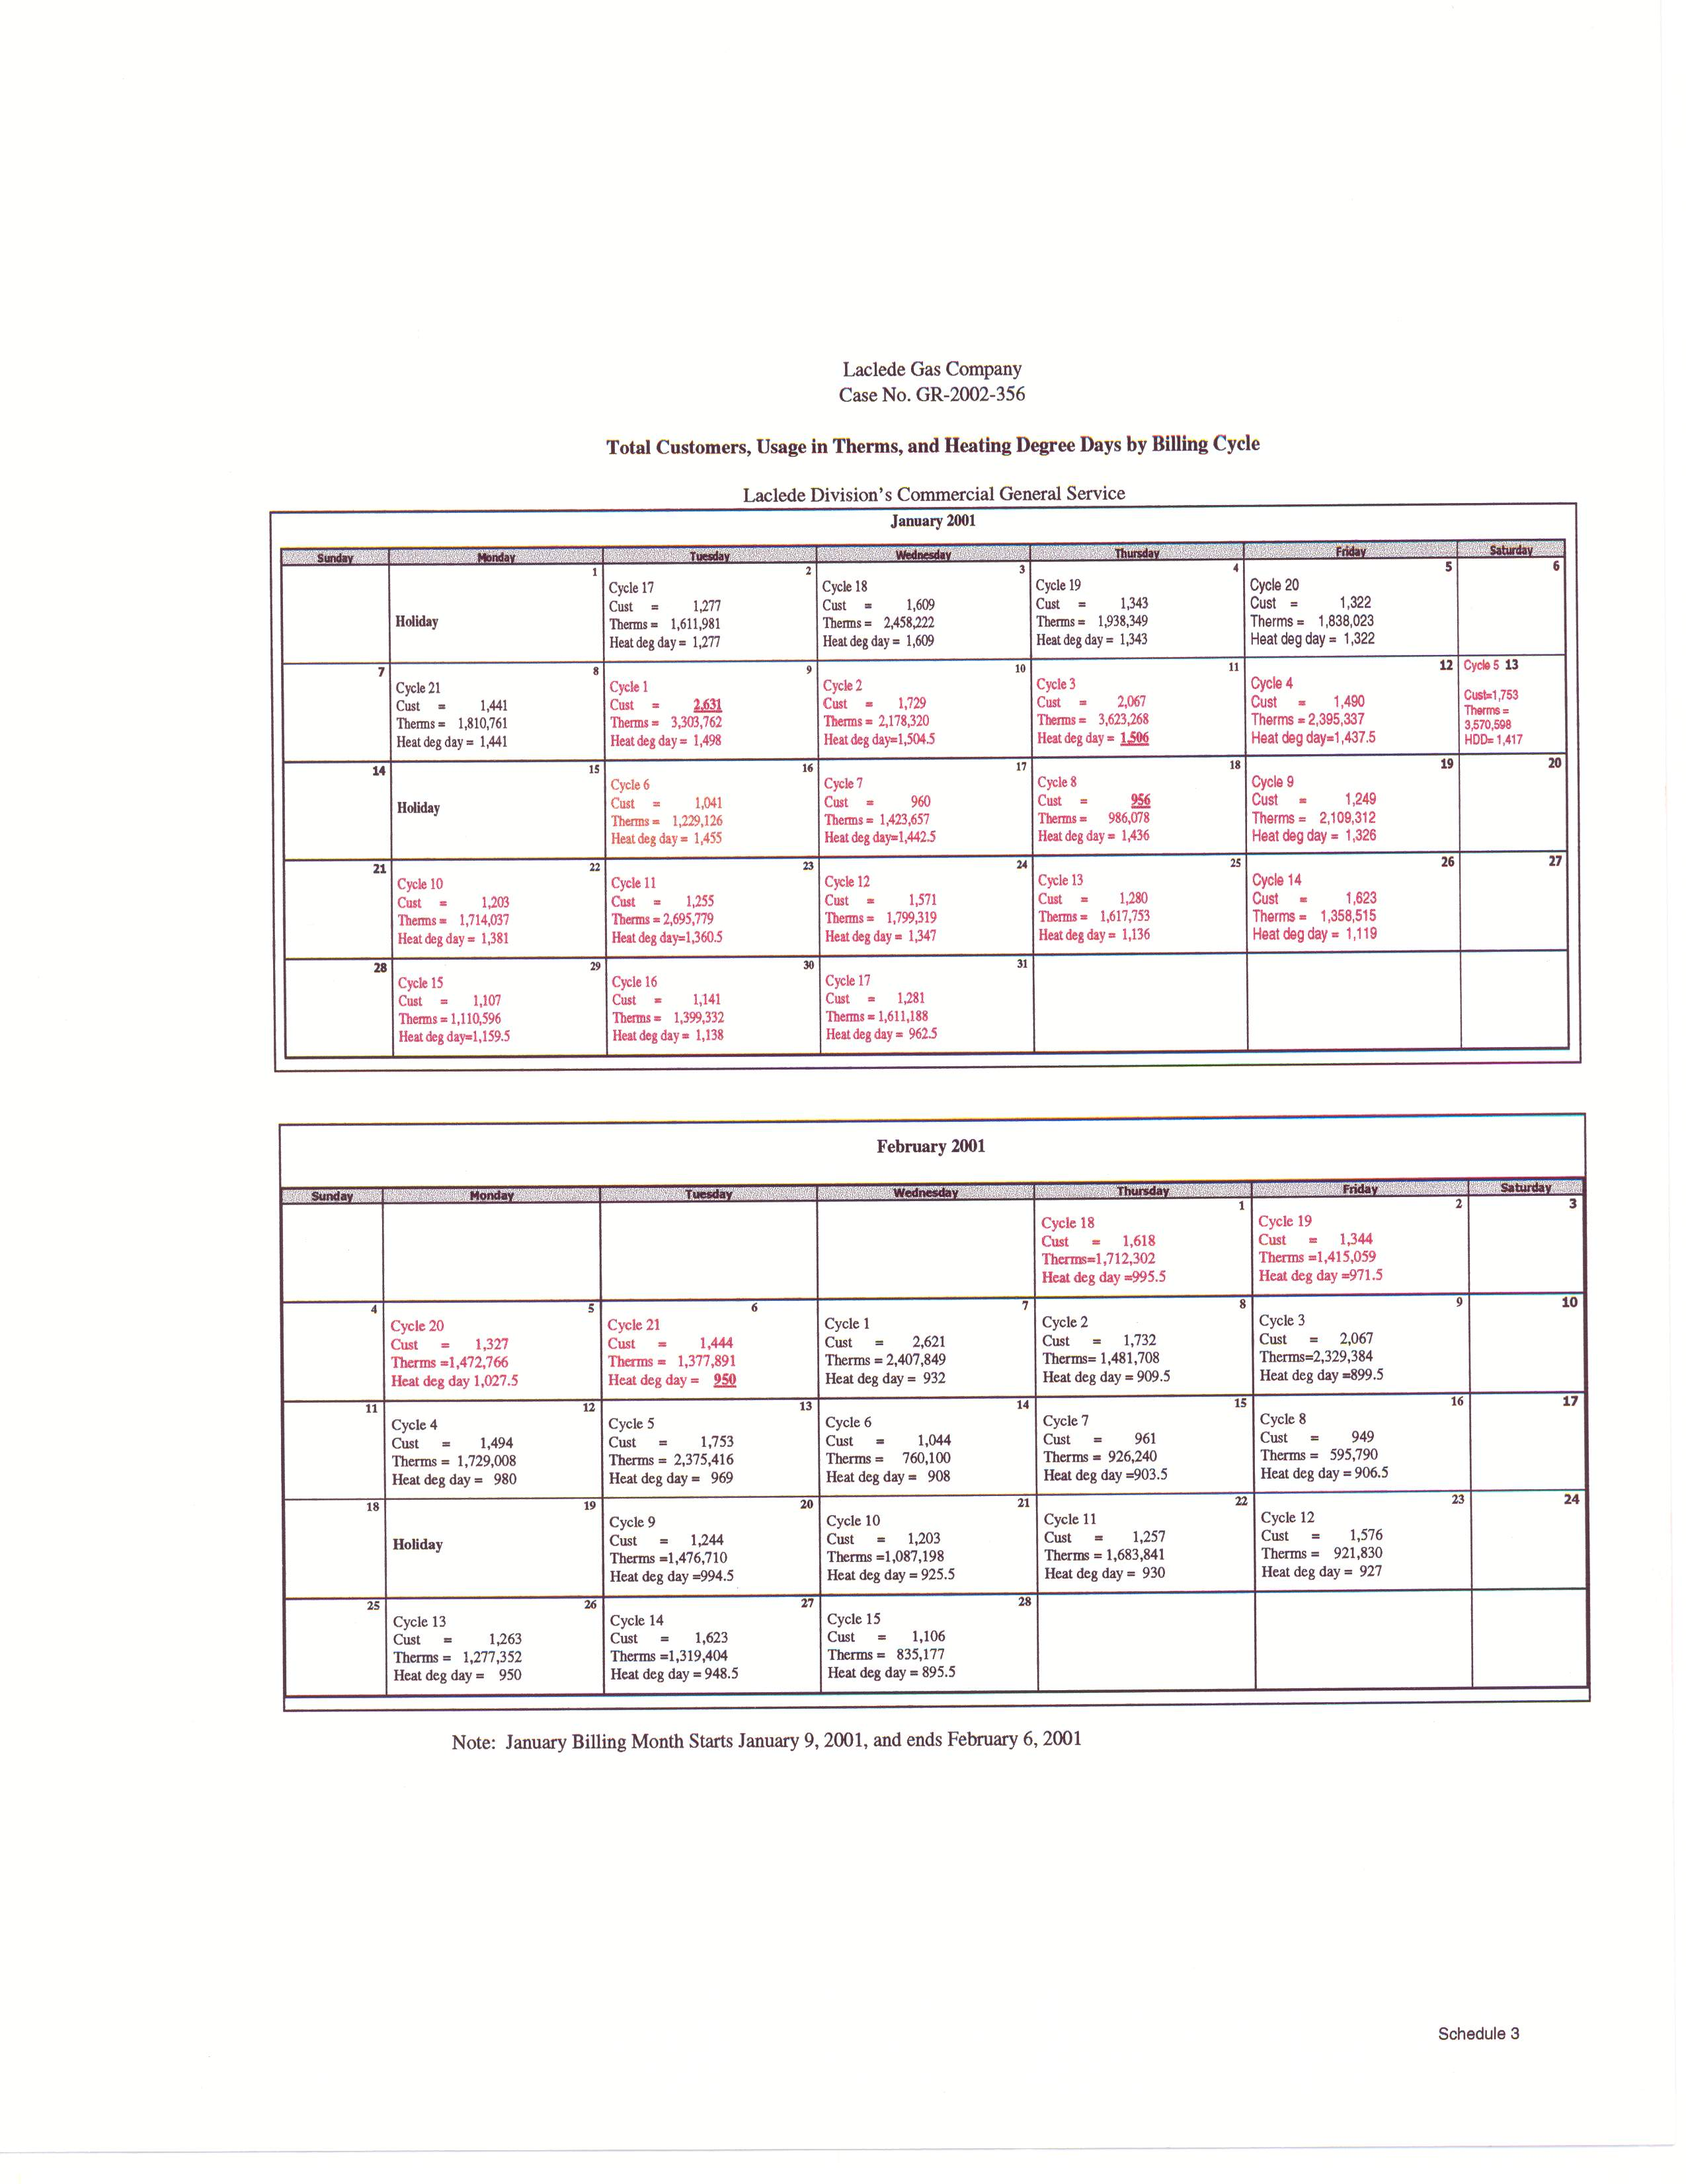 Laclede Gas Company
Case No. GR-2002-356
Total Customers, Usage in Therms, and Heating Degree Days by Billing Cycle
Laclede Division's Commercial General Service
January 2001
Sunday Monday Tuesday Wednesday Thursday Friday Saturday
1 2 3 4 5 6
Holiday
Cycle 17
Cust = 1,277
Therms = 1,611,981
Heat deg day = 1,277
Cycle 18
Cust = 1,609
Therms = 2,458,222
Heat deg day = 1,609
Cycle 19
Cust = 1,343
Therms = 1,938,349
Heat deg day = 1,343
Cycle 20
Cust = 1,322
Therms = 1,838,023
Heat deg day = 1,322
7 8 9 10 11 12
Cycle 21
Cust = 1,441
Therms = 1,810,761
Heat deg day = 1,441
Cycle 1
Cust = 2,631
Therms = 3,303,762
Heat deg day = 1,498
Cycle 2
Cust = 1,729
Therms = 2,178,320
Heat deg day=1,504.5
Cycle 3
Cust = 2,067
Therms = 3,623,268
Heat deg day = 1,506
Cycle 4
Cust = 1,490
Therms = 2,395,337
Heat deg day=1,437.5
Cycle 5 13
Cust=1,753
Therms =
3,570,598
HDD= 1,417
14 15 16 17 18 19 20
Holiday
Cycle 6
Cust = 1,041
Therms = 1,229,126
Heat deg day = 1,455
Cycle 7
Cust = 960
Therms = 1,423,657
Heat deg day=1,442.5
Cycle 8
Cust = 956
Therms = 986,078
Heat deg day = 1,436
Cycle 9
Cust = 1,249
Therms = 2,109,312
Heat deg day = 1,326
21 22 23 24 25 26 27
Cycle 10
Cust = 1,203
Therms = 1,714,037
Heat deg day = 1,381
Cycle 11
Cust = 1,255
Therms = 2,695,779
Heat deg day=1,360.5
Cycle 12
Cust = 1,571
Therms = 1,799,319
Heat deg day = 1,347
Cycle 13
Cust = 1,280
Therms = 1,617,753
Heat deg day = 1,136
Cycle 14
Cust = 1,623
Therms = 1,358,515
Heat deg day = 1,119
28 29 30 31
Cycle 15
Cust = 1,107
Therms = 1,110,596
Heat deg day=1,159.5
Cycle 16
Cust = 1,141
Therms = 1,399,332
Heat deg day = 1,138
Cycle 17
Cust = 1,281
Therms = 1,611,188
Heat deg day = 962.5
February 2001
Sunday Monday Tuesday Wednesday Thursday Friday Saturday
1 2 3
Cycle 18
Cust = 1,618
Therms=1,712,302
Heat deg day =995.5
Cycle 19
Cust = 1,344
Therms =1,415,059
Heat deg day =971.5
4 5 6 7 8 9 10
Cycle 20
Cust = 1,327
Therms =1,472,766
Heat deg day 1,027.5
Cycle 21
Cust = 1,444
Therms = 1,377,891
Heat deg day = 950
Cycle 1
Cust = 2,621
Therms = 2,407,849
Heat deg day = 932
Cycle 2
Cust = 1,732
Therms= 1,481,708
Heat deg day = 909.5
Cycle 3
Cust = 2,067
Therms=2,329,384
Heat deg day =899.5
11 12 13 14 15 16 17
Cycle 4
Cust = 1,494
Therms = 1,729,008
Heat deg day = 980
Cycle 5
Cust = 1,753
Therms = 2,375,416
Heat deg day = 969
Cycle 6
Cust = 1,044
Therms = 760,100
Heat deg day = 908
Cycle 7
Cust = 961
Therms = 926,240
Heat deg day =903.5
Cycle 8
Cust = 949
Therms = 595,790
Heat deg day = 906.5
18 19 20 21 22 23 24
Holiday
Cycle 9
Cust = 1,244
Therms =1,476,710
Heat deg day =994.5
Cycle 10
Cust = 1,203
Therms =1,087,198
Heat deg day = 925.5
Cycle 11
Cust = 1,257
Therms = 1,683,841
Heat deg day = 930
Cycle 12
Cust = 1,576
Therms = 921,830
Heat deg day = 927
25 26 27 28
Cycle 13
Cust = 1,263
Therms = 1,277,352
Heat deg day = 950
Cycle 14
Cust = 1,623
Therms =1,319,404
Heat deg day = 948.5
Cycle 15
Cust = 1,106
Therms = 835,177
Heat deg day = 895.5
Note: January Billing Month Starts January 9, 2001, and ends February 6, 2001
Schedule 3